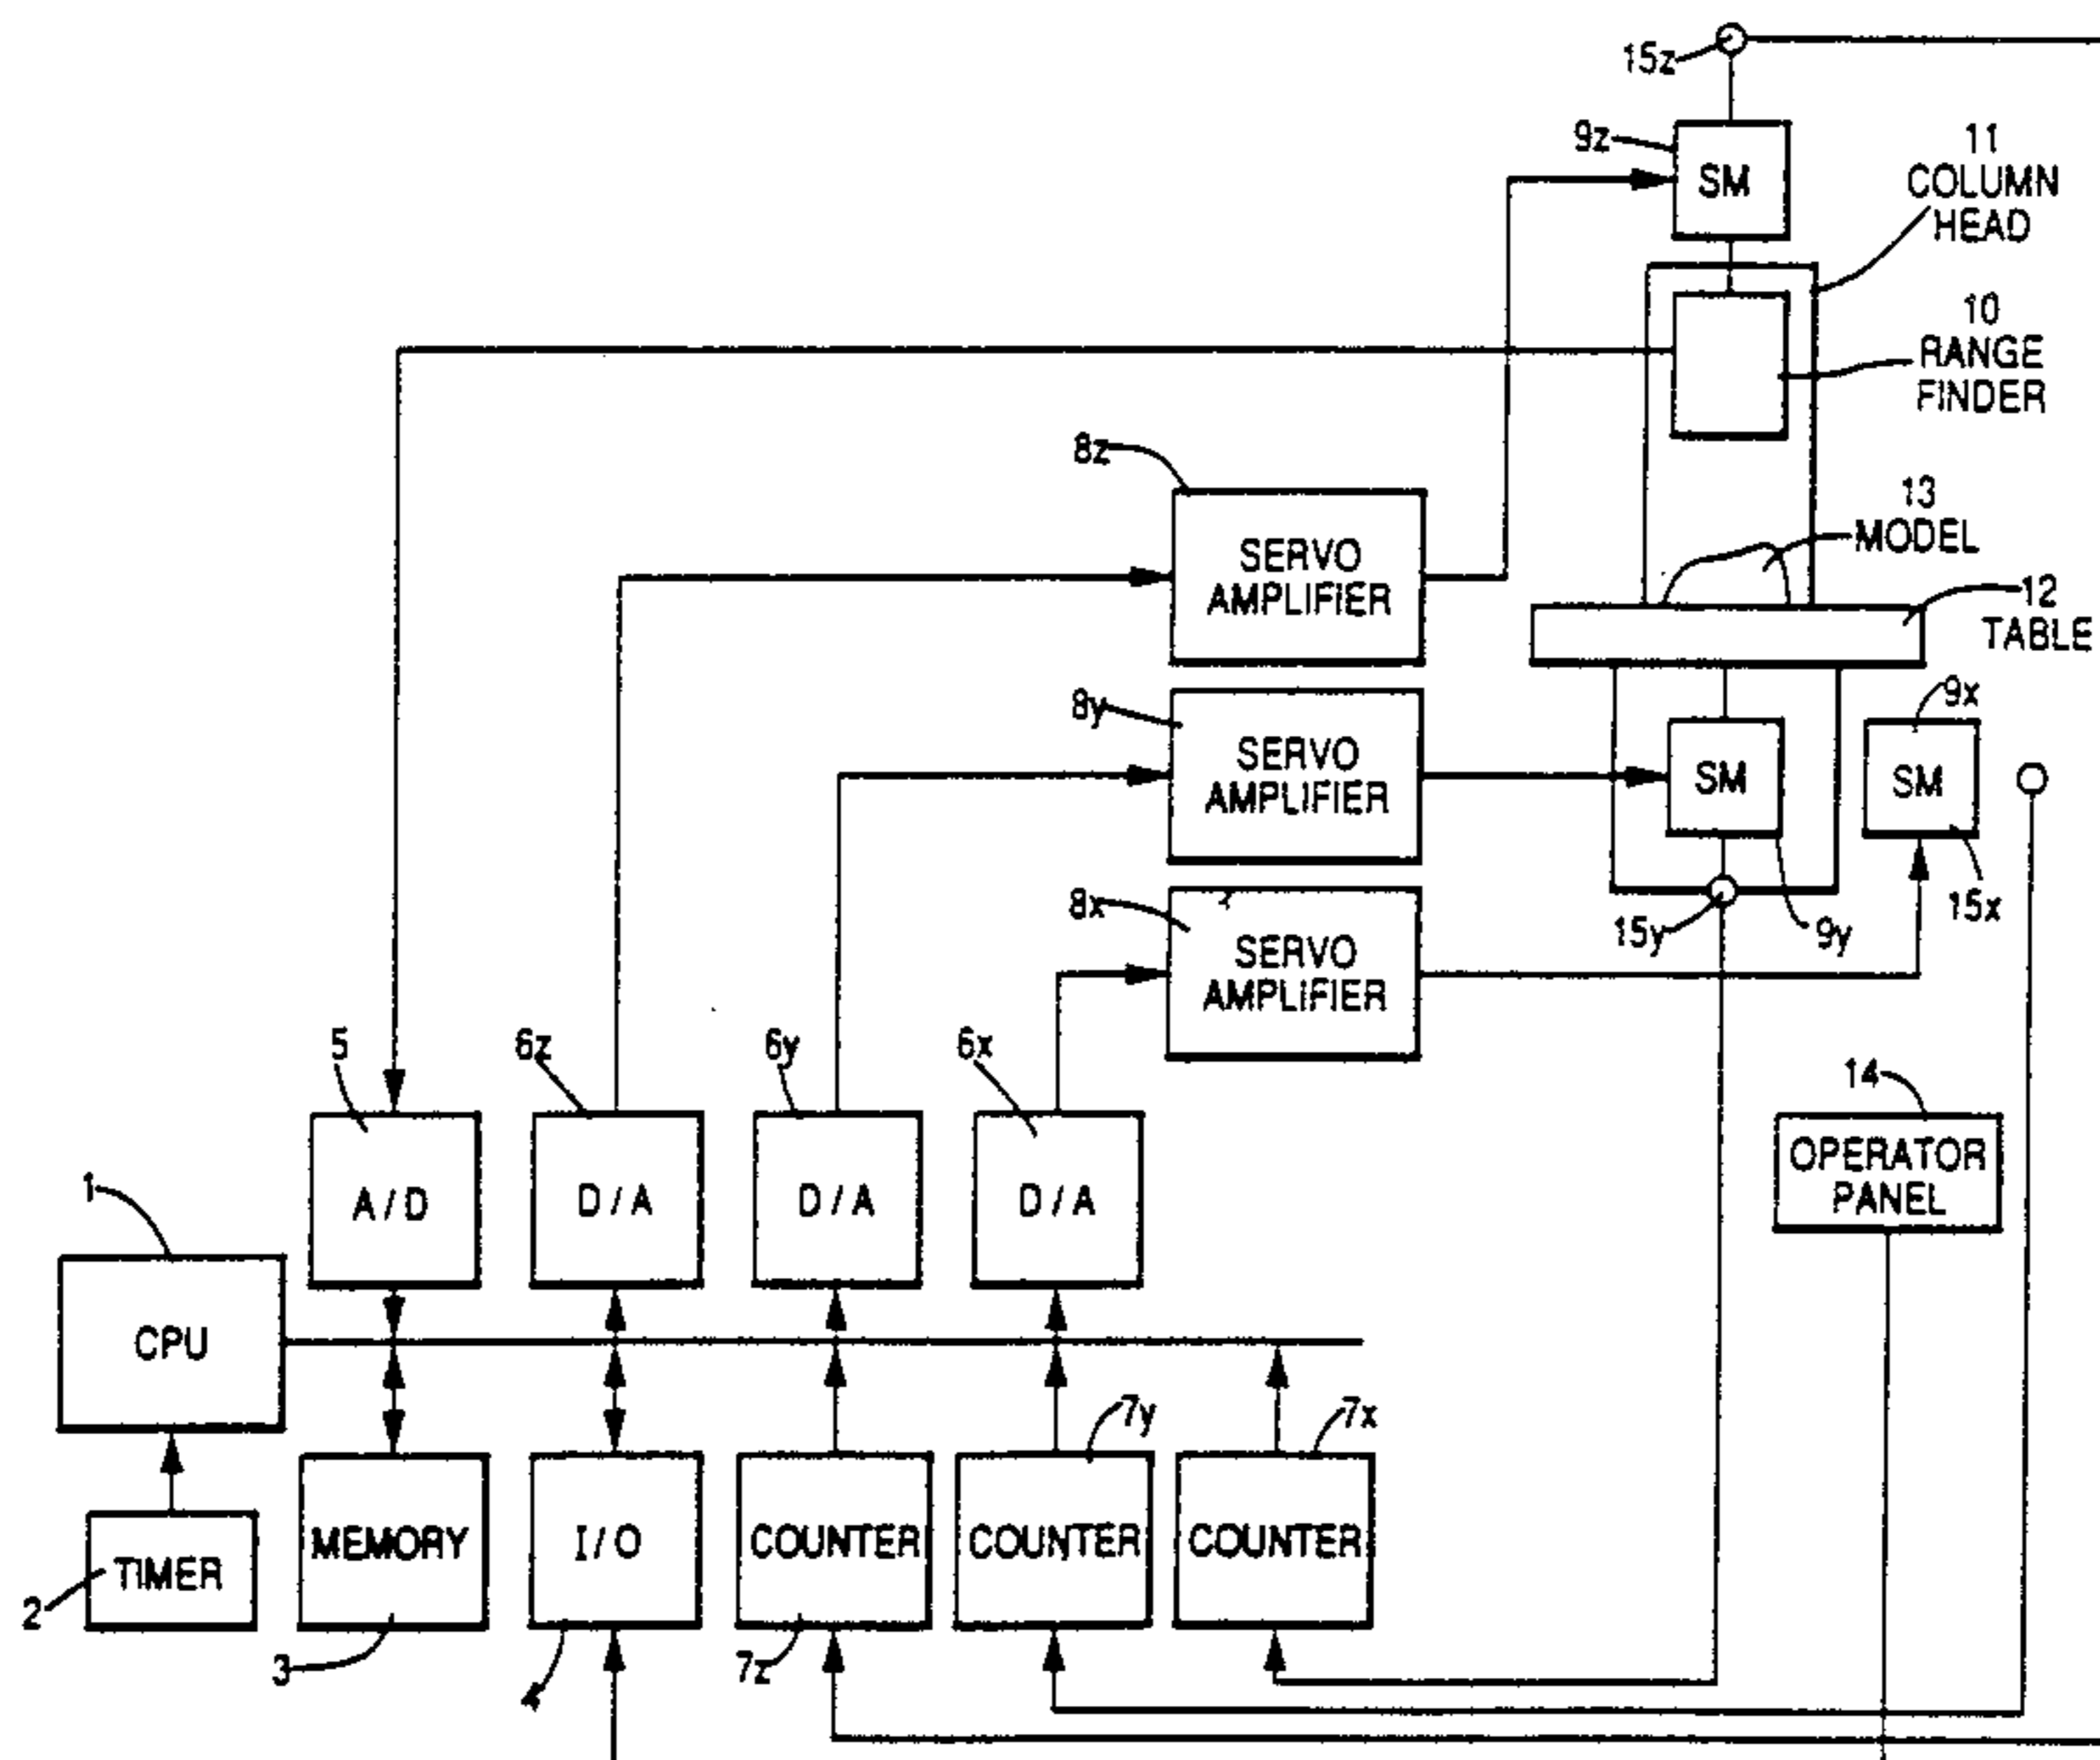 15z
9z
SM
11
COLUMN
HEAD
10
RANGE
FINDER
8z
SERVO
AMPLIFIER
13
MODEL
12
TABLE
8y
SERVO
AMPLIFIER
SM
9x
SM
8x
SERVO
AMPLIFIER
15y
9y
15x
5
6z
6y
6x
14
A/D
D/A
D/A
D/A
OPERATOR
PANEL
1
CPU
7y
7x
2
TIMER
MEMORY
I/O
COUNTER
COUNTER
COUNTER
3
4
7z